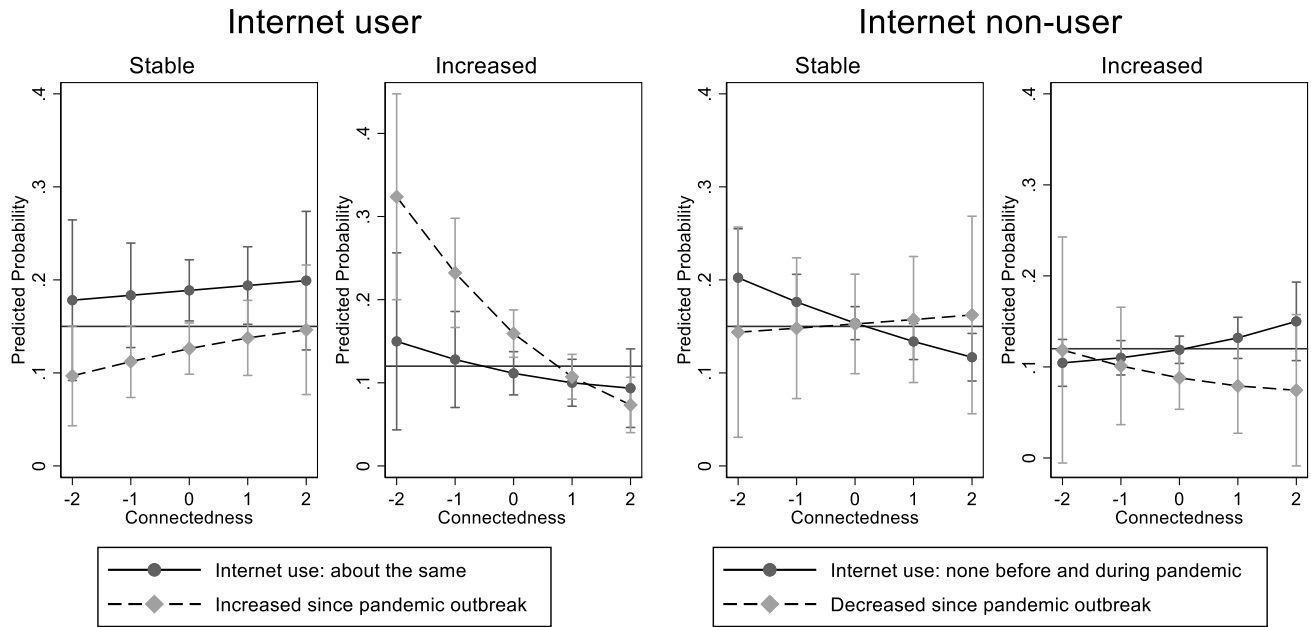 Internet user
Internet non-user
Stable
Increased
Stable
Increased
Predicted Probability
.4
.3
.2
.1
0
-2 -1 0 1 2
Connectedness
Predicted Probability
.4
.3
.2
.1
0
-2 -1 0 1 2
Connectedness
Predicted Probability
.4
.3
.2
.1
0
-2 -1 0 1 2
Connectedness
Predicted Probability
.4
.3
.2
.1
0
-2 -1 0 1 2
Connectedness
Internet use: about the same
Increased since pandemic outbreak
Internet use: none before and during pandemic
Decreased since pandemic outbreak